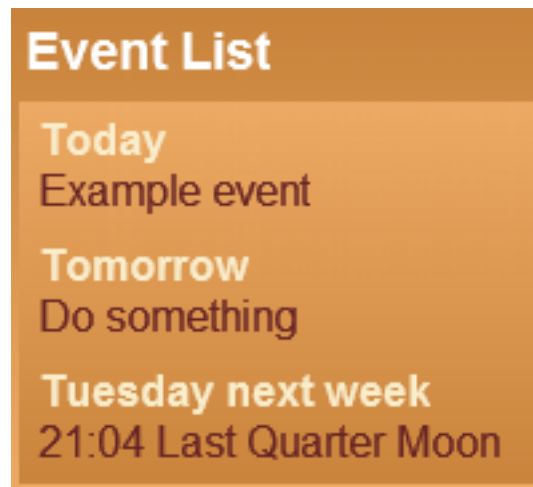 Event List
Today
Example event
Tomorrow
Do something
Tuesday next week
21:04 Last Quarter Moon